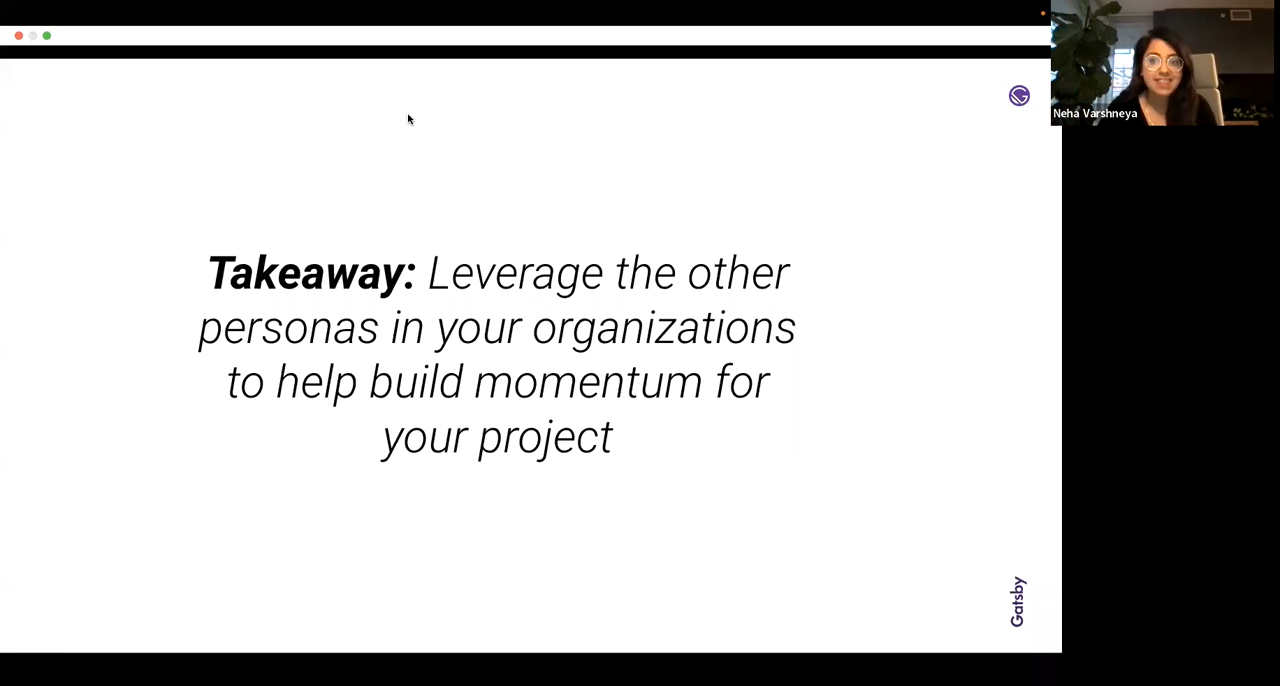 Neha Varshneya
Takeaway: Leverage the other
personas in your organizations
to help build momentum for
your project
Gatsby